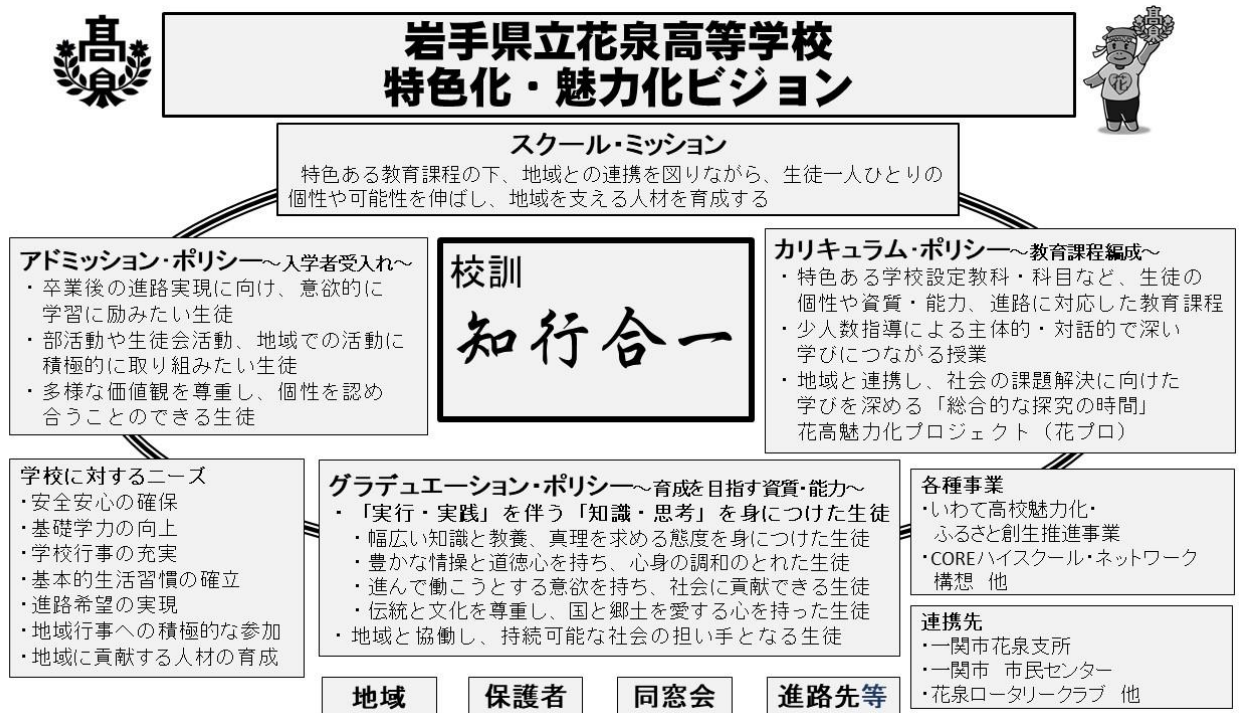 髙
泉
岩手県立花泉高等学校
特色化・魅力化ビジョン
髙
泉
花
スクール・ミッション
特色ある教育課程の下、地域との連携を図りながら、生徒一人ひとりの
個性や可能性を伸ばし、地域を支える人材を育成する
アドミッション・ポリシー～入学者受入れ～
・卒業後の進路実現に向け、意欲的に
学習に励みたい生徒
・部活動や生徒会活動、地域での活動に
積極的に取り組みたい生徒
・多様な価値観を尊重し、個性を認め
合うことのできる生徒
校訓
知行合一
カリキュラム・ポリシー～教育課程編成～
・特色ある学校設定教科・科目など、生徒の
個性や資質・能力、進路に対応した教育課程
・少人数指導による主体的・対話的で深い
学びにつながる授業
・地域と連携し、社会の課題解決に向けた
学びを深める「総合的な探究の時間」
花高魅力化プロジェクト（花プロ）
学校に対するニーズ
・安全安心の確保
・基礎学力の向上
・学校行事の充実
・基本的生活習慣の確立
・進路希望の実現
・地域行事への積極的な参加
・地域に貢献する人材の育成
グラデュエーション・ポリシー～育成を目指す資質・能力～
・「実行・実践」を伴う「知識・思考」を身につけた生徒
・幅広い知識と教養、真理を求める態度を身につけた生徒
・豊かな情操と道徳心を持ち、心身の調和のとれた生徒
・進んで働こうとする意欲を持ち、社会に貢献できる生徒
・伝統と文化を尊重し、国と郷土を愛する心を持った生徒
・地域と協働し、持続可能な社会の担い手となる生徒
各種事業
・いわて高校魅力化・
ふるさと創生推進事業
・COREハイスクール・ネットワーク
構想 他
連携先
・一関市花泉支所
・一関市 市民センター
・花泉ロータリークラブ 他
地域
保護者
同窓会
進路先等